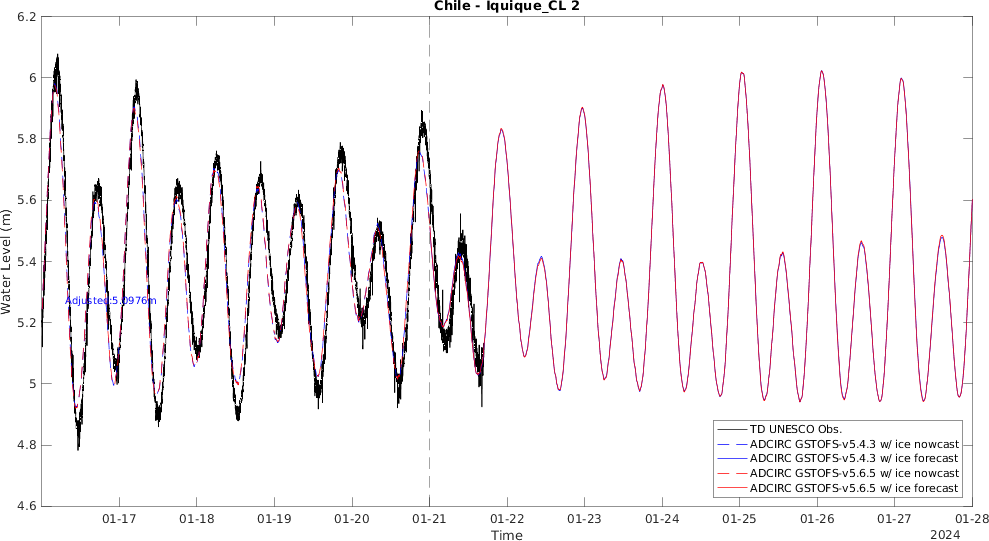 Chile - Iquique_CL 2
6.2
6
5.8
5.6
5.4
5.2
5
4.8
4.6
Water Level (m)
Adjusted:5.0976m
TD UNESCO Obs.
ADCIRC GSTOFS-v5.4.3 w/ ice nowcast
ADCIRC GSTOFS-v5.4.3 w/ ice forecast
ADCIRC GSTOFS-v5.6.5 w/ ice nowcast
ADCIRC GSTOFS-v5.6.5 w/ ice forecast
01-17 01-18 01-19 01-20 01-21 01-22 01-23 01-24 01-25 01-26 01-27 01-28
Time
2024